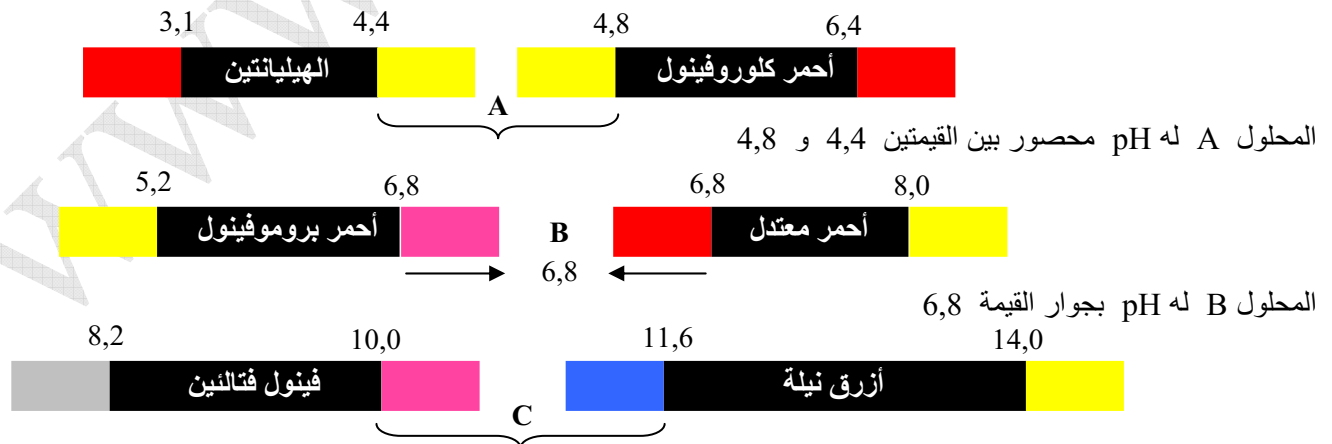 3,1 4,4 4,8 6,4
الهيليانتين أحمر كلوروفينول
A
المحلول A له pH محصور بين القيمتين 4,4 و 4,8
5,2 6,8 6,8 8,0
أحمر بروموفينول B أحمر معتدل
6,8
المحلول B له pH بجوار القيمة 6,8
8,2 10,0 11,6 14,0
فينول فتالئين أزرق نيلة
C